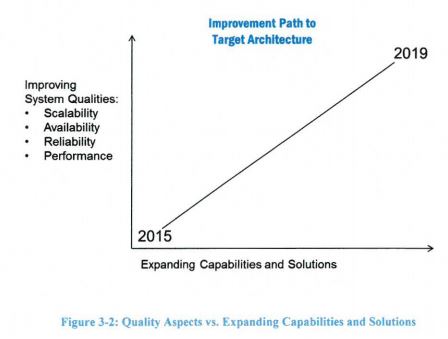 Improvement Path to
Target Architecture
2019
Improving
System Qualities:
• Scalability
• Availability
• Reliability
• Performance
2015
Expanding Capabilities and Solutions
Figure 3-2: Quality Aspects vs. Expanding Capabilities and Solutions